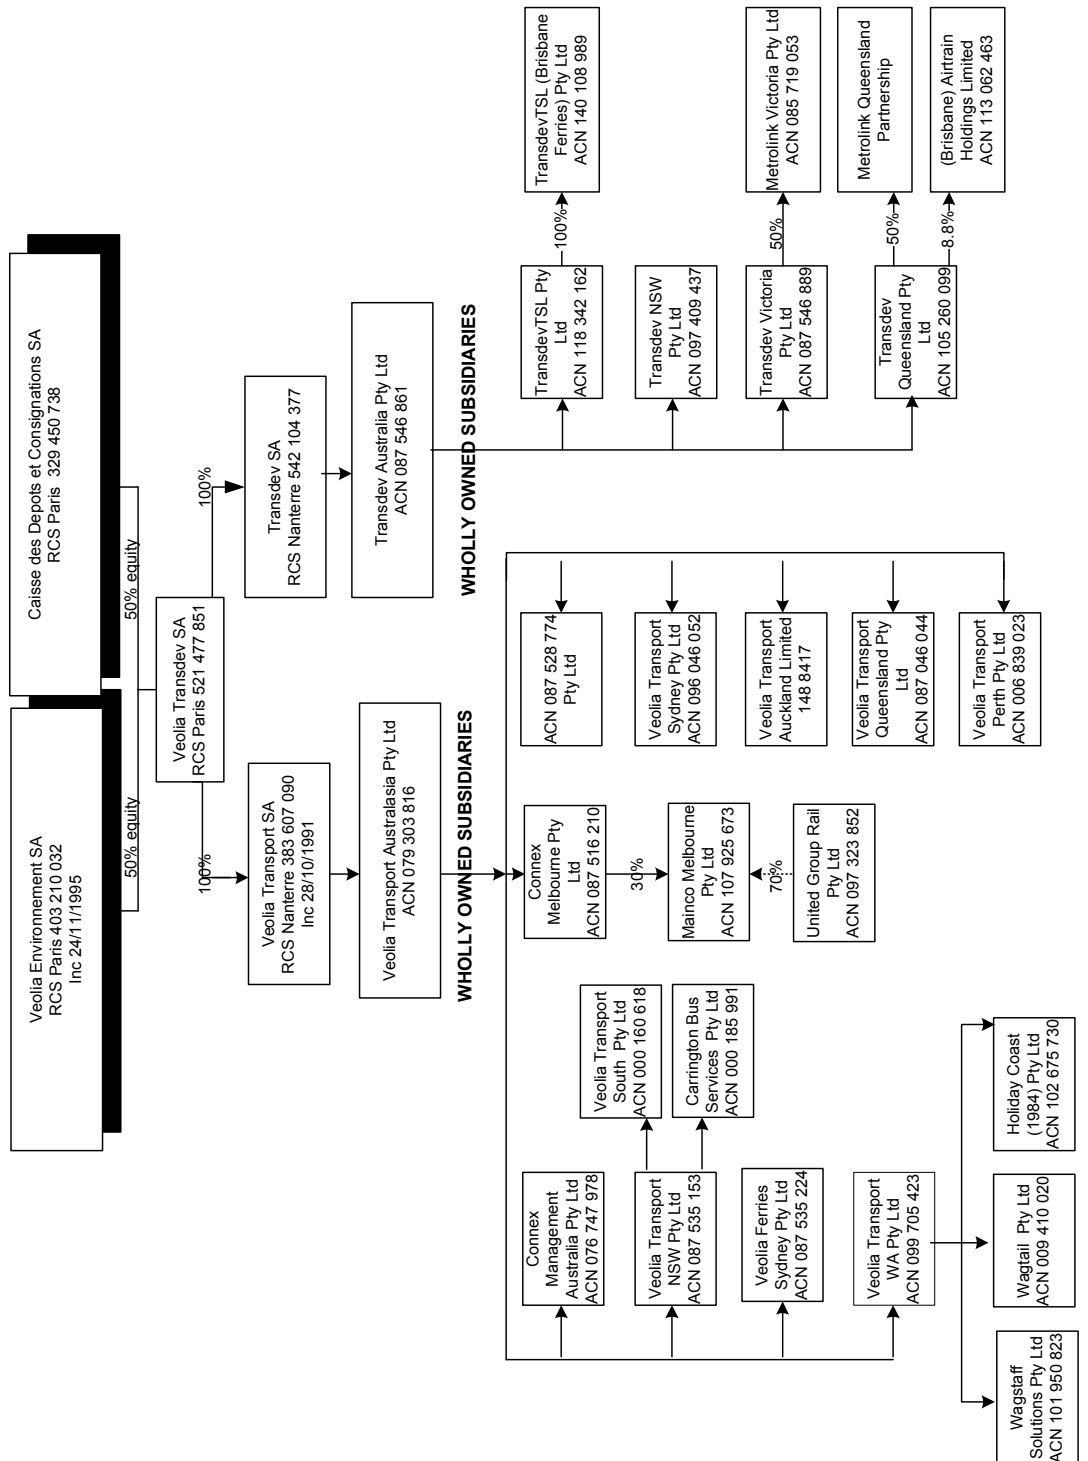 Veolia Environnement SA
RCS Paris 403 210 032
Inc 24/11/1995
Caisse des Depots et Consignations SA
RCS Paris 329 450 738
50% equity
50% equity
Veolia Transdev SA
RCS Paris 521 477 851
100%
100%
Veolia Transport SA
RCS Nanterre 383 607 090
Inc 28/10/1991
Transdev SA
RCS Nanterre 542 104 377
Veolia Transport Australasia Pty Ltd
ACN 079 303 816
Transdev Australia Pty Ltd
ACN 087 546 861
WHOLLY OWNED SUBSIDIARIES
WHOLLY OWNED SUBSIDIARIES
Connex
Management
Australia Pty Ltd
ACN 076 747 978
Veolia Transport
NSW Pty Ltd
ACN 087 535 153
Veolia Transport
South Pty Ltd
ACN 000 160 618
Carrington Bus
Services Pty Ltd
ACN 000 185 991
Veolia Ferries
Sydney Pty Ltd
ACN 087 535 224
Veolia Transport
WA Pty Ltd
ACN 099 705 423
Wagstaff
Solutions Pty Ltd
ACN 101 950 823
Wagtail Pty Ltd
ACN 009 410 020
Holiday Coast
(1984) Pty Ltd
ACN 102 675 730
Connex
Melbourne Pty
Ltd
ACN 087 516 210
30%
Mainco Melbourne
Pty Ltd
ACN 107 925 673
70%
United Group Rail
Pty Ltd
ACN 097 323 852
ACN 087 528 774
Pty Ltd
Veolia Transport
Sydney Pty Ltd
ACN 096 046 052
Veolia Transport
Auckland Limited
148 8417
Veolia Transport
Queensland Pty
Ltd
ACN 087 046 044
Veolia Transport
Perth Pty Ltd
ACN 006 839 023
TransdevTSL Pty
Ltd
ACN 118 342 162
100%
TransdevTSL (Brisbane
Ferries) Pty Ltd
ACN 140 108 989
Transdev NSW
Pty Ltd
ACN 097 409 437
Transdev Victoria
Pty Ltd
ACN 087 546 889
50%
Metrolink Victoria Pty Ltd
ACN 085 719 053
Transdev
Queensland Pty
Ltd
ACN 105 260 099
50%
Metrolink Queensland
Partnership
8.8%
(Brisbane) Airtrain
Holdings Limited
ACN 113 062 463